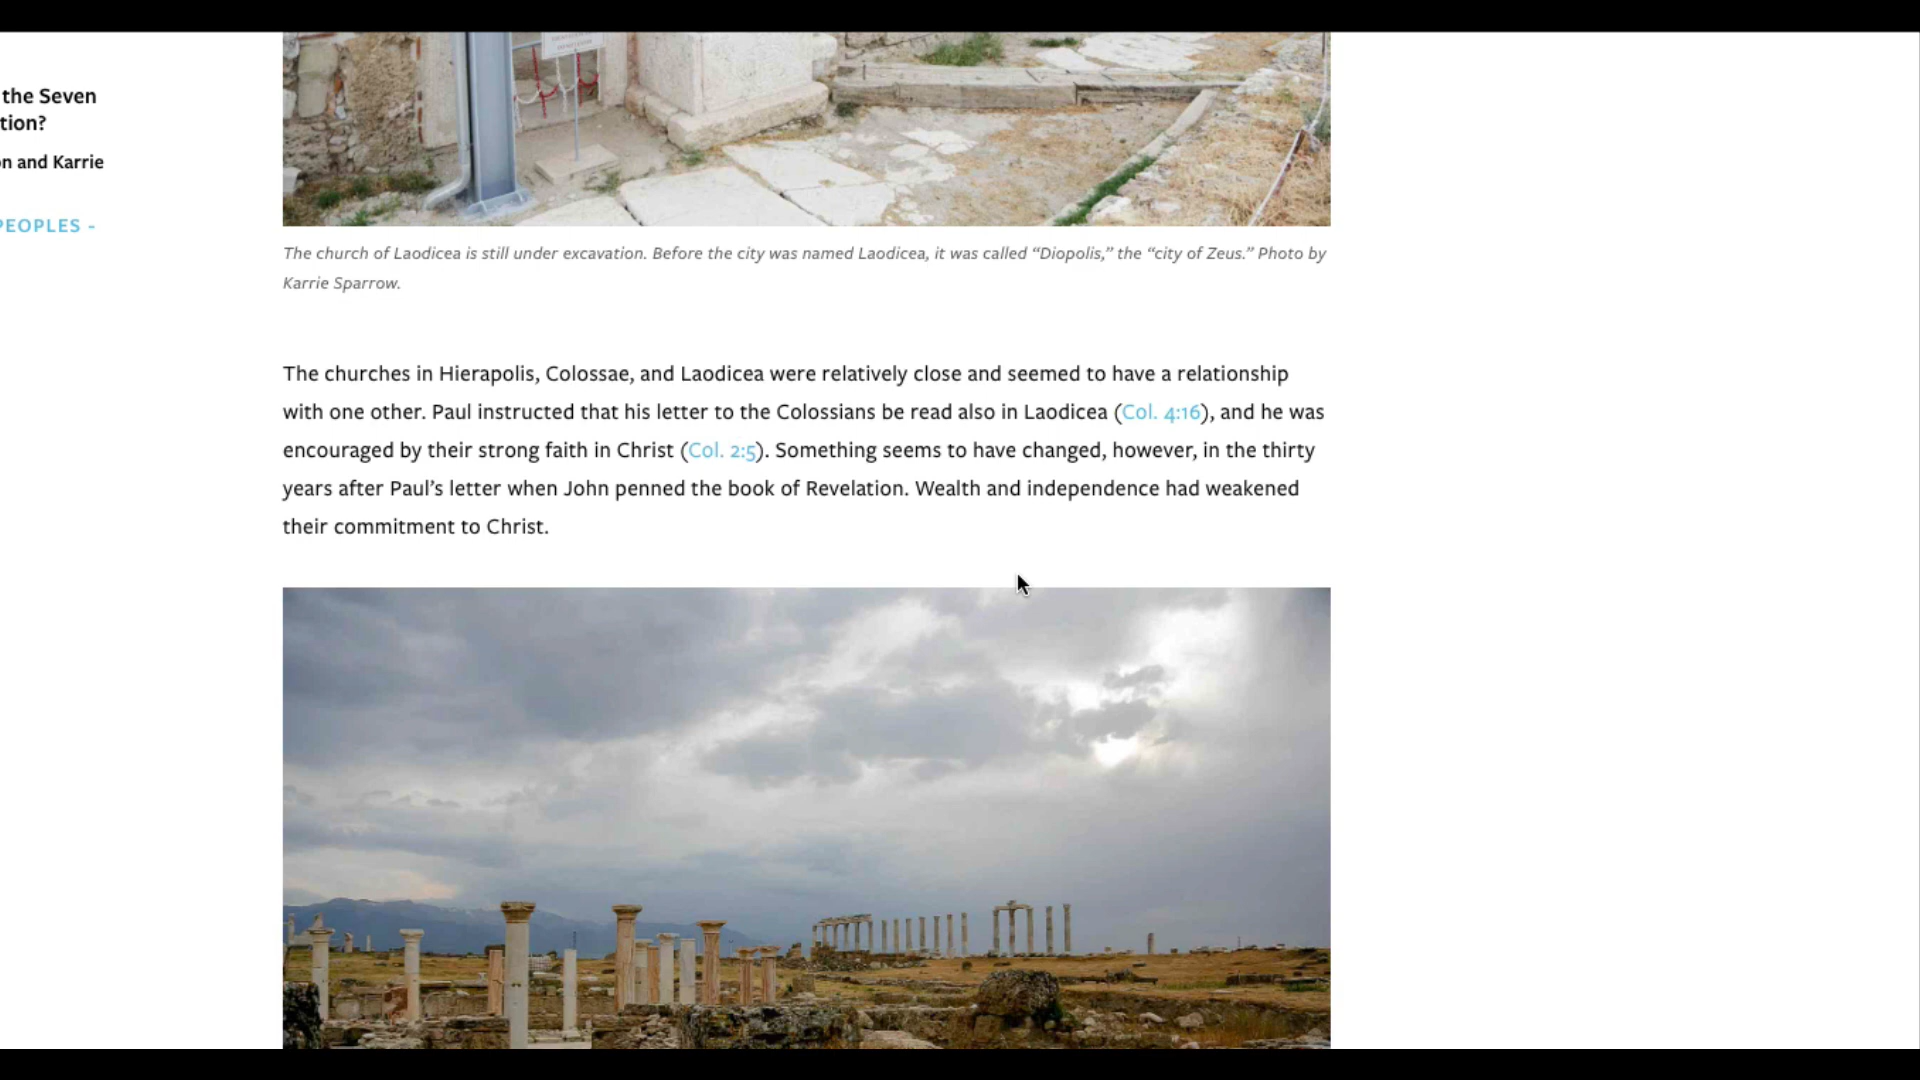 the Seven
tion?
n and Karrie
PEOPLES -
The church of Laodicea is still under excavation. Before the city was named Laodicea, it was called “Diopolis,” the “city of Zeus.” Photo by
Karrie Sparrow.
The churches in Hierapolis, Colossae, and Laodicea were relatively close and seemed to have a relationship
with one other. Paul instructed that his letter to the Colossians be read also in Laodicea (Col. 4:16), and he was
encouraged by their strong faith in Christ (Col. 2:5). Something seems to have changed, however, in the thirty
years after Paul’s letter when John penned the book of Revelation. Wealth and independence had weakened
their commitment to Christ.